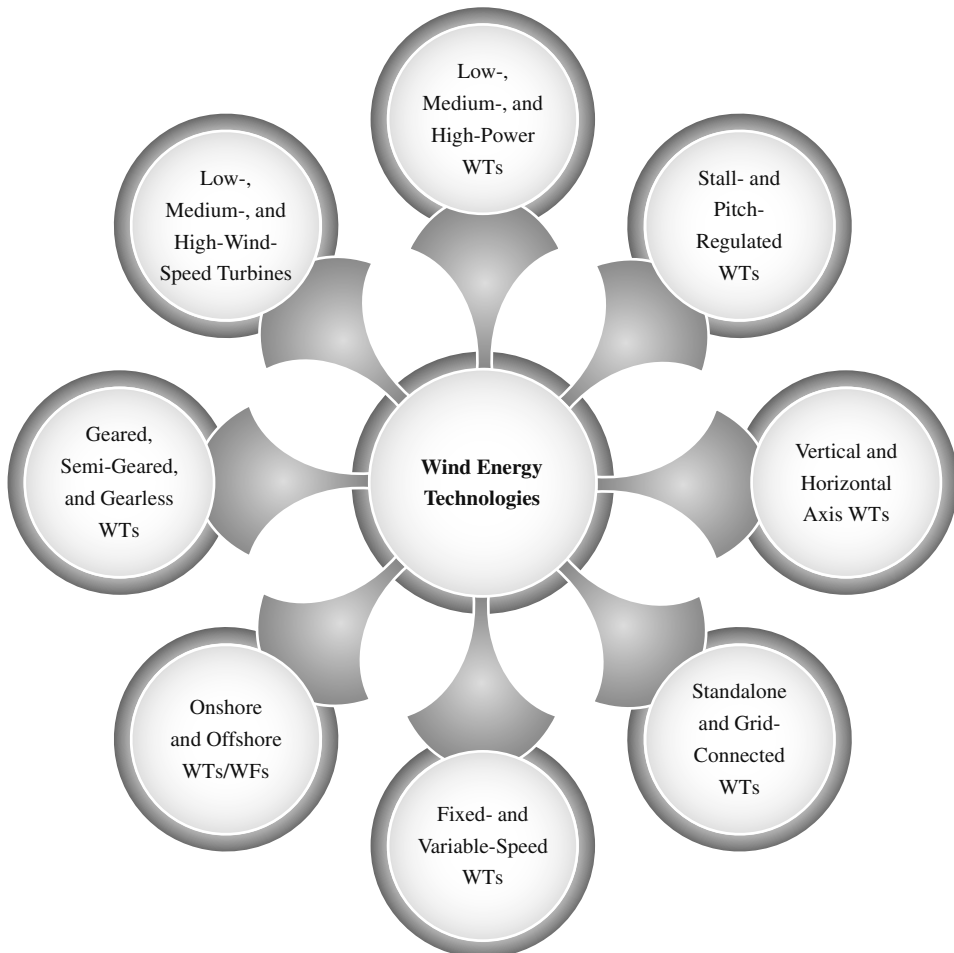 Low-,
Medium-, and
High-Power
WTs
Stall- and
Pitch-
Regulated
WTs
Vertical and
Horizontal
Axis WTs
Standalone
and Grid-
Connected
WTs
Fixed- and
Variable-Speed
WTs
Onshore
and Offshore
WTs/WFs
Geared,
Semi-Geared,
and Gearless
WTs
Low-,
Medium-, and
High-Wind-
Speed Turbines
Wind Energy
Technologies